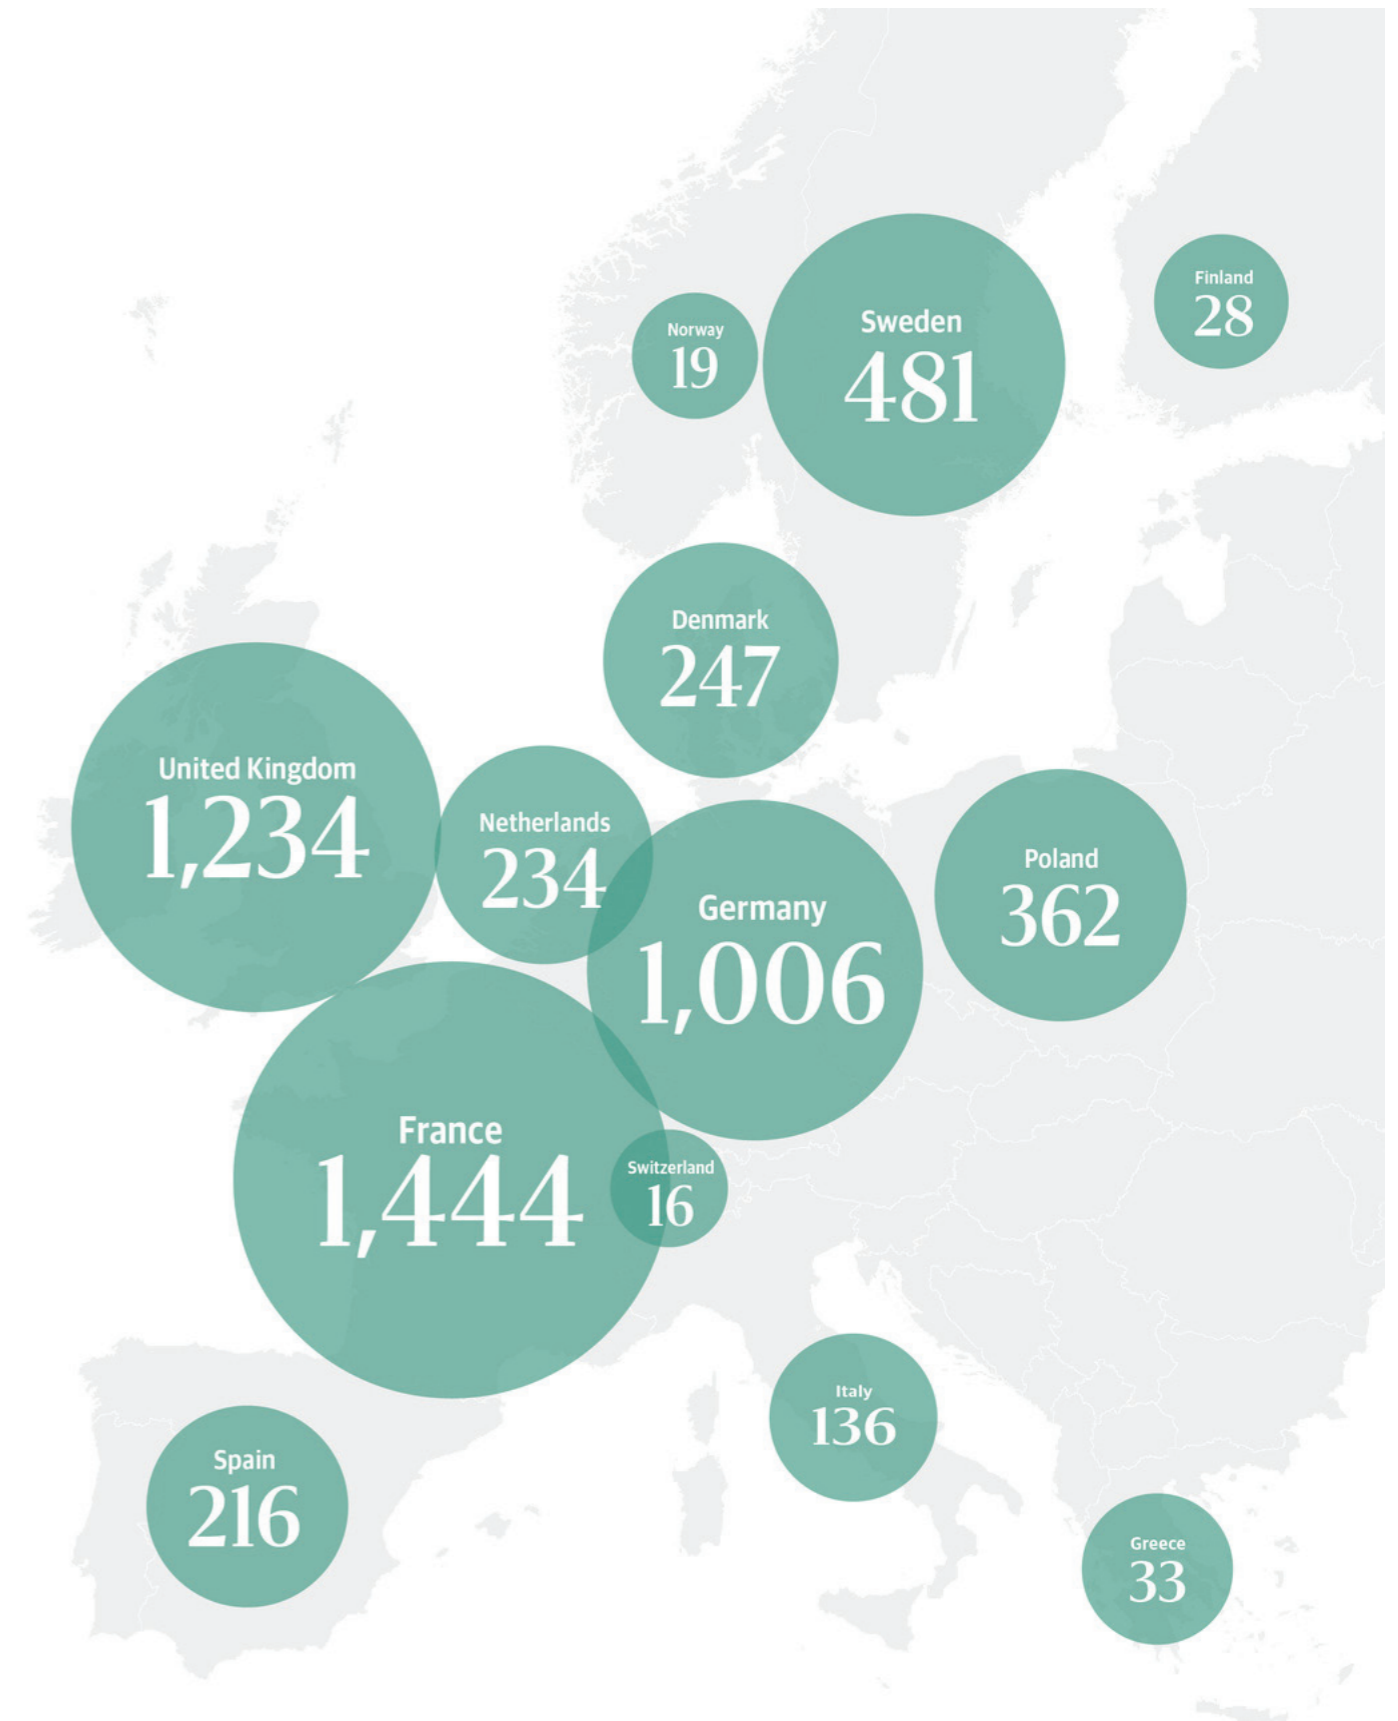 Finland
28
Sweden
481
Norway
19
Denmark
247
United Kingdom
1,234
Netherlands
234
Poland
362
Germany
1,006
France
1,444
Switzerland
16
Italy
136
Spain
216
Greece
33